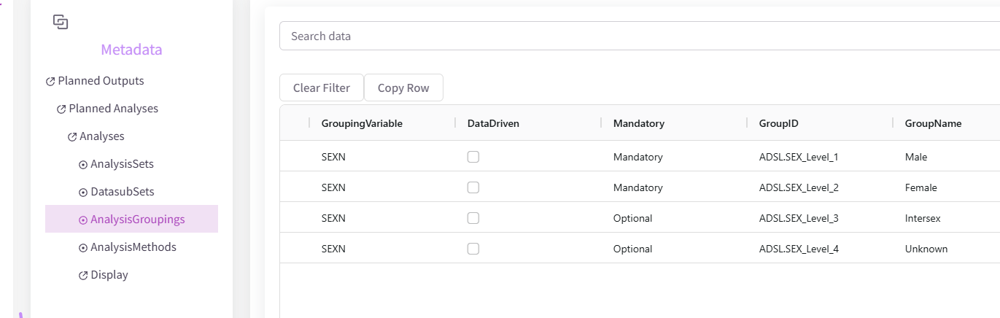 Metadata
Planned Outputs
Planned Analyses
Analyses
AnalysisSets
DatasubSets
AnalysisGroupings
AnalysisMethods
Display
Search data
Clear Filter Copy Row
GroupingVariable DataDriven Mandatory GroupID GroupName
SEXN Mandatory ADSL.SEX_Level_1 Male
SEXN Mandatory ADSL.SEX_Level_2 Female
SEXN Optional ADSL.SEX_Level_3 Intersex
SEXN Optional ADSL.SEX_Level_4 Unknown